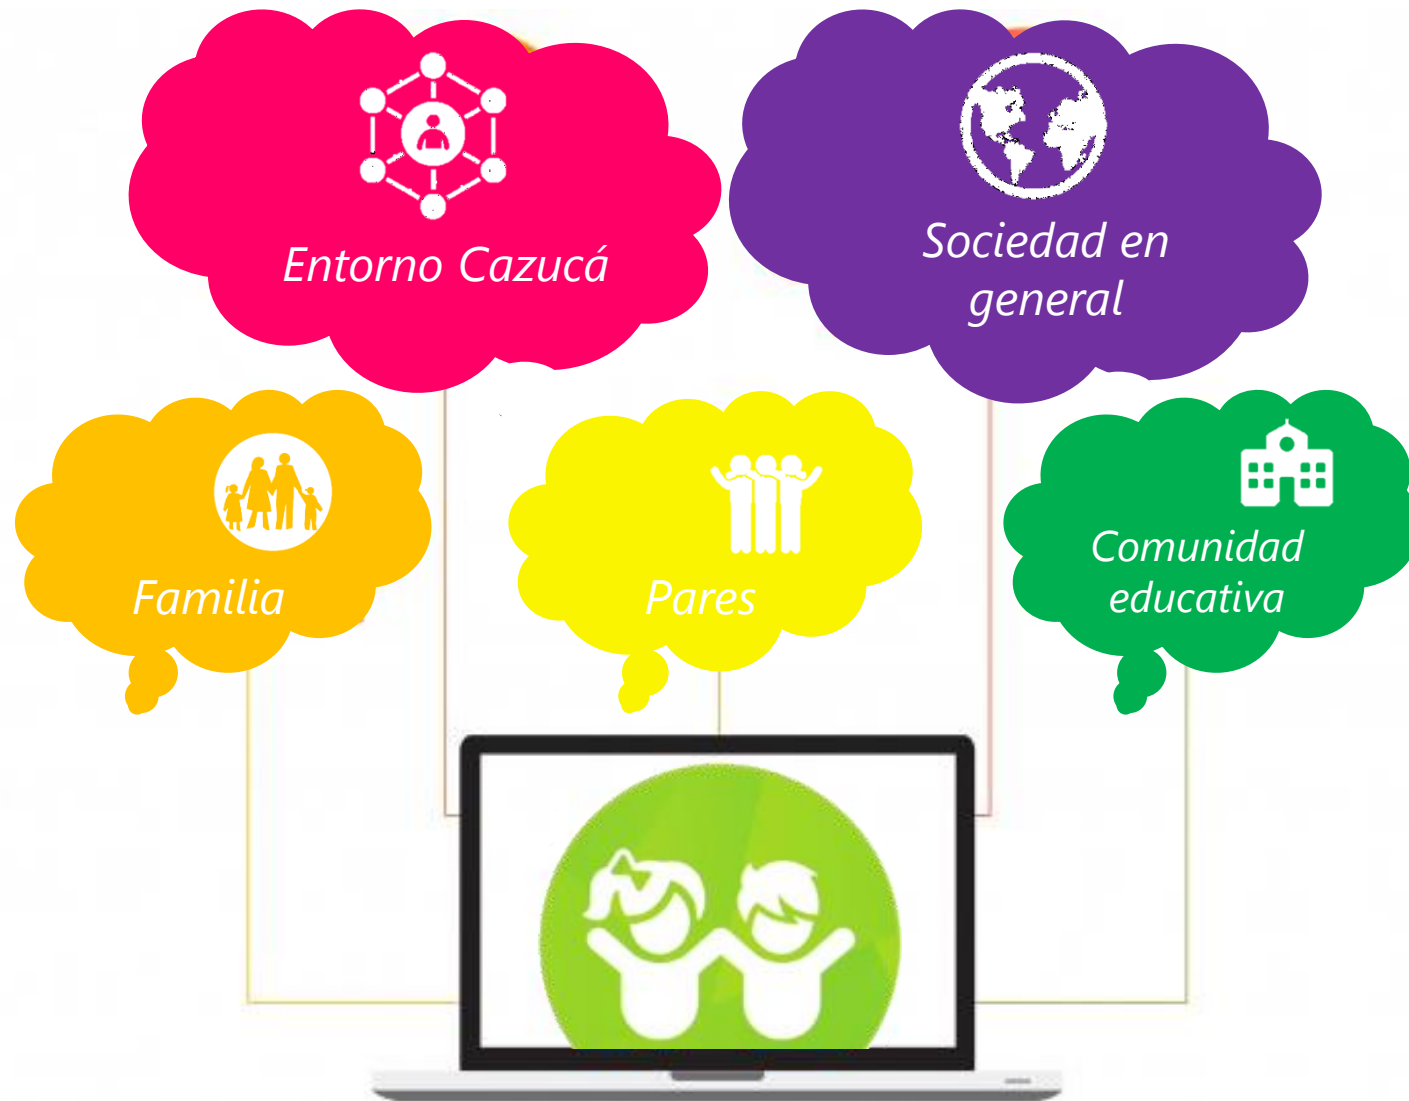 Entorno Cazucá
Sociedad en
general
Familia
Pares
Comunidad
educativa